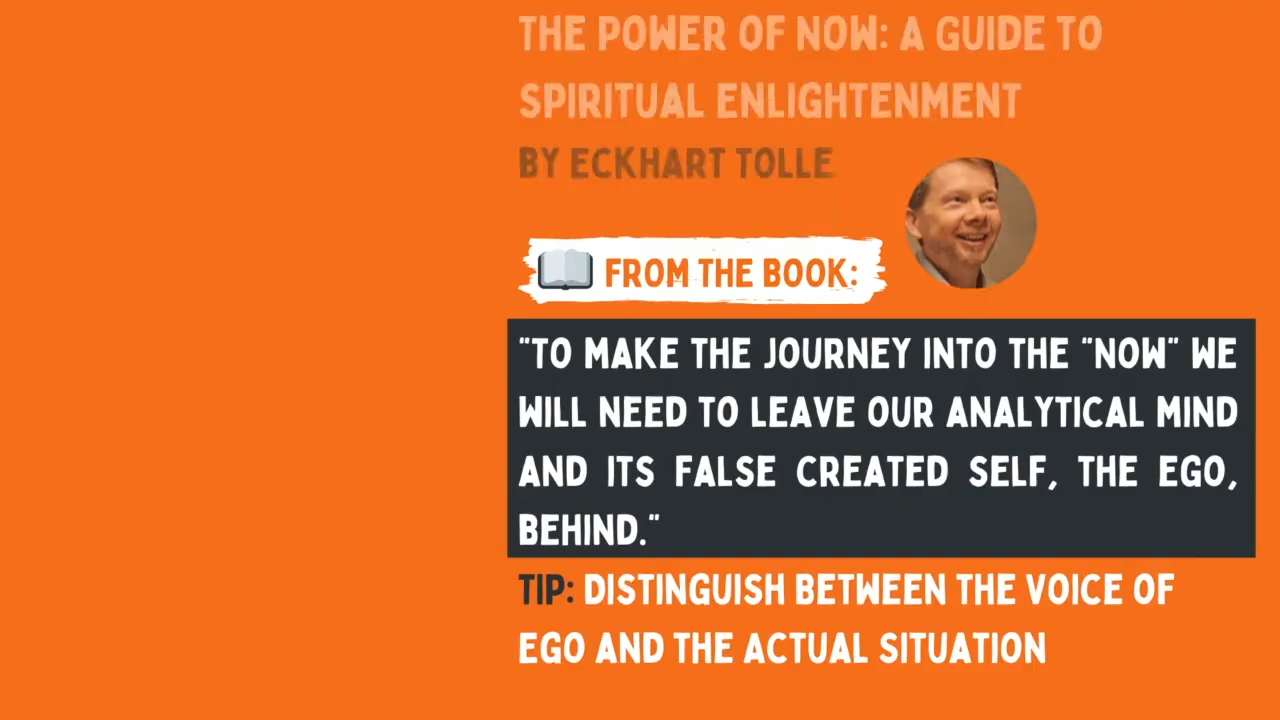 THE POWER OF NOW: A GUIDE TO
SPIRITUAL ENLIGHTENMENT
BY ECKHART TOLLE
FROM THE BOOK:
"TO MAKE THE JOURNEY INTO THE "NOW" WE
WILL NEED TO LEAVE OUR ANALYTICAL MIND
AND ITS FALSE CREATED SELF, THE EGO,
BEHIND."
TIP: DISTINGUISH BETWEEN THE VOICE OF
EGO AND THE ACTUAL SITUATION